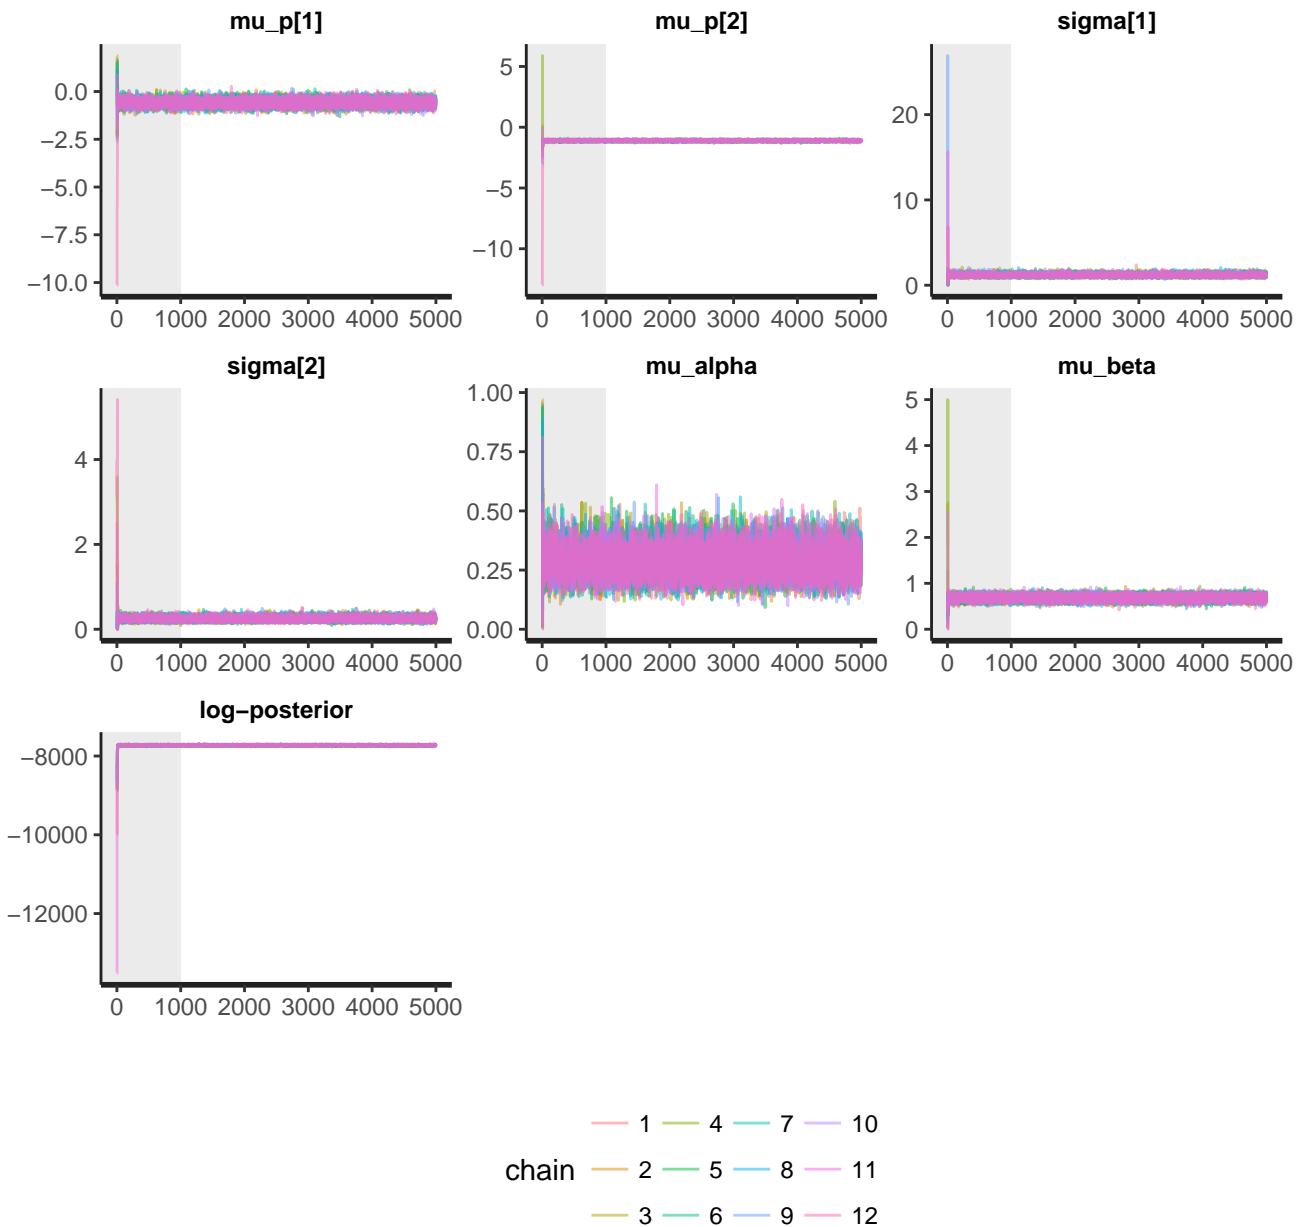 mu_p[1] mu_p[2] sigma[1]
0.0
−2.5
−5.0
−7.5
−10.0
0 1000 2000 3000 4000 5000
5
0
−5
−10
0 1000 2000 3000 4000 5000
20
10
0
0 1000 2000 3000 4000 5000
sigma[2] mu_alpha mu_beta
4
2
0
0 1000 2000 3000 4000 5000
1.00
0.75
0.50
0.25
0.00
0 1000 2000 3000 4000 5000
5
4
3
2
1
0
0 1000 2000 3000 4000 5000
log−posterior
−8000
−10000
−12000
0 1000 2000 3000 4000 5000
chain
1 4 7 10
2 5 8 11
3 6 9 12